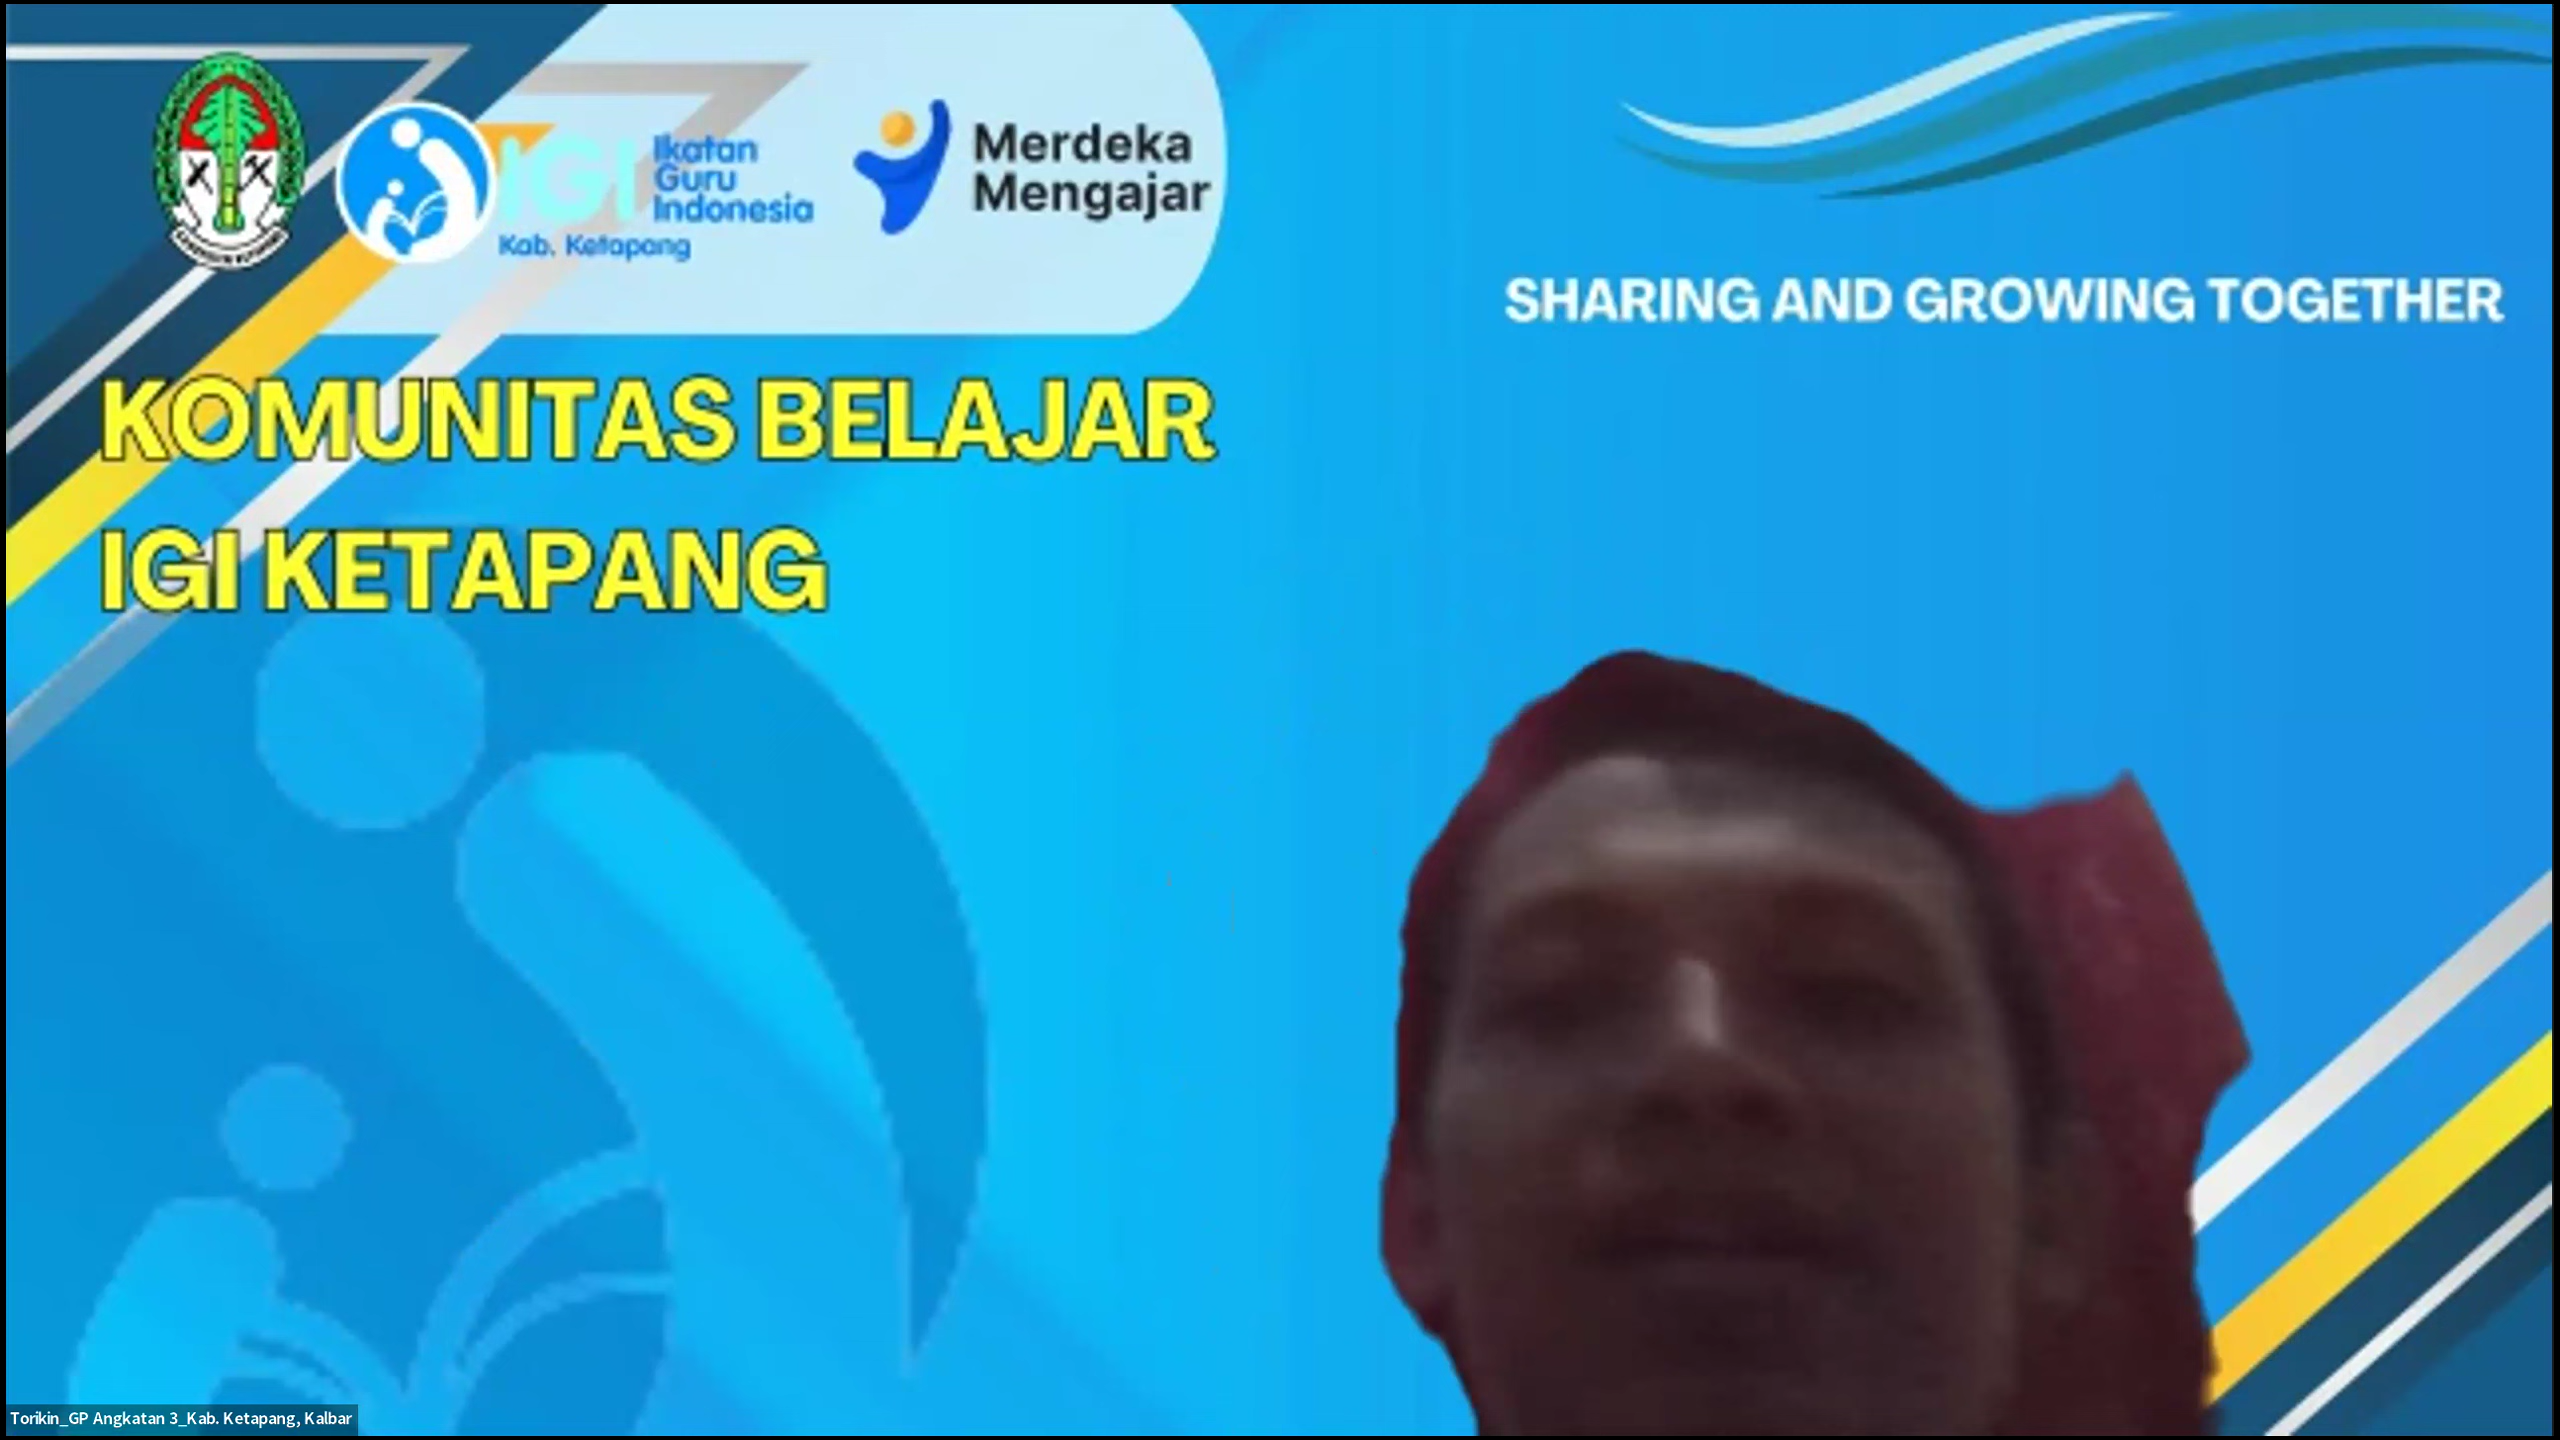 IGI
Ikatan
Guru
Indonesia
Kab. Ketapang
Merdeka
Mengajar
SHARING AND GROWING TOGETHER
KOMUNITAS BELAJAR
IGI KETAPANG
Torikin_GP Angkatan 3_Kab. Ketapang, Kalbar